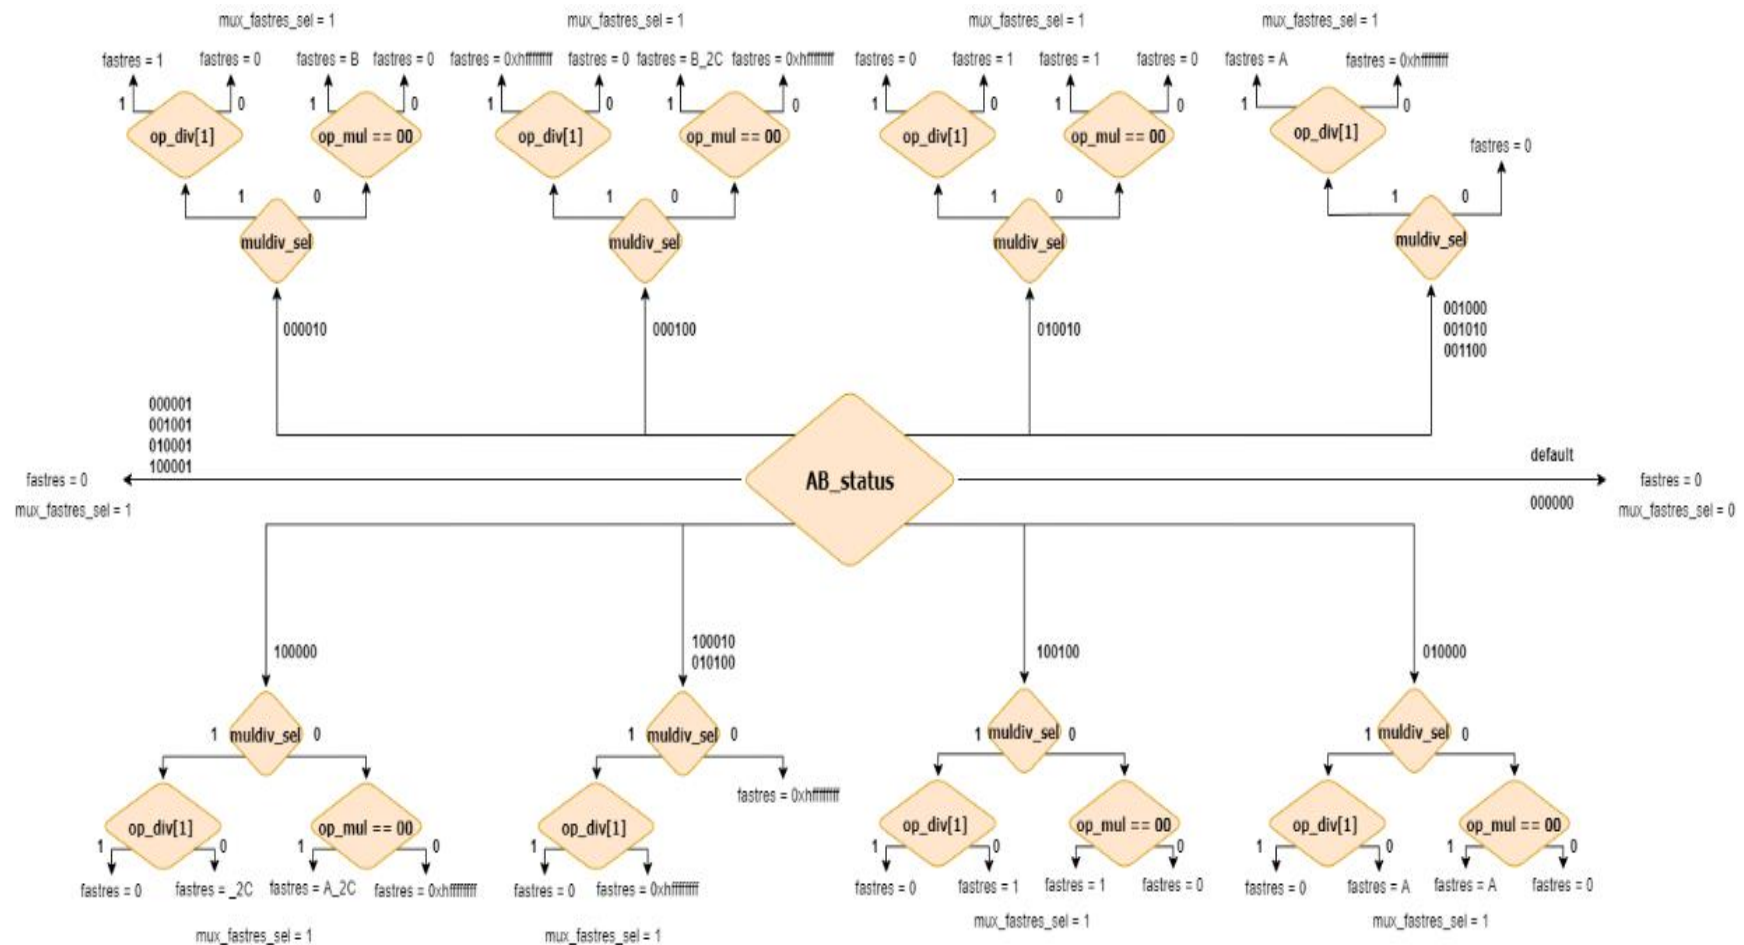 mux_fastres_sel = 1
mux_fastres_sel = 1
mux_fastres_sel = 1
mux_fastres_sel = 1
fastres = 1
fastres = 0
fastres = B
fastres = 0
fastres = 0xhffffffff
fastres = 0
fastres = B_2C
fastres = 0xhffffffff
fastres = 0
fastres = 1
fastres = 1
fastres = 0
fastres = A
fastres = 0xhffffffff
1
0
1
0
1
0
1
0
1
0
1
0
1
0
op_div[1]
op_mul == 00
op_div[1]
op_mul == 00
op_div[1]
op_mul == 00
op_div[1]
fastres = 0
1
0
1
0
1
0
1
0
muldiv_sel
muldiv_sel
muldiv_sel
muldiv_sel
000010
000100
010010
001000
001010
001100
000001
001001
010001
100001
fastres = 0
mux_fastres_sel = 1
AB_status
default
000000
fastres = 0
mux_fastres_sel = 0
100000
100010
010100
100100
010000
1
muldiv_sel
0
1
muldiv_sel
0
1
muldiv_sel
0
1
muldiv_sel
0
fastres = 0xhffffffff
op_div[1]
op_mul == 00
op_div[1]
op_div[1]
op_mul == 00
op_div[1]
op_mul == 00
1
0
1
0
1
0
1
0
1
0
1
0
1
0
fastres = 0
fastres = _2C
fastres = A_2C
fastres = 0xhffffffff
fastres = 0
fastres = 0xhffffffff
fastres = 0
fastres = 1
fastres = 1
fastres = 0
fastres = 0
fastres = A
fastres = A
fastres = 0
mux_fastres_sel = 1
mux_fastres_sel = 1
mux_fastres_sel = 1
mux_fastres_sel = 1